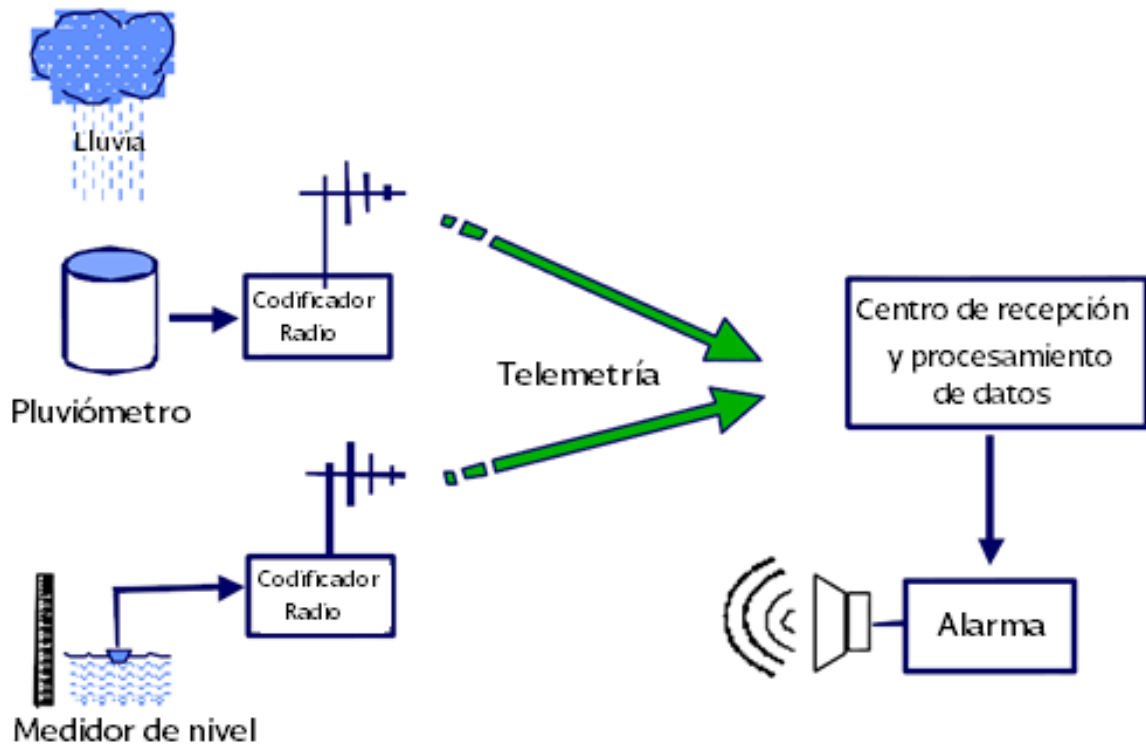 Lluvia
Codificador
Radio
Pluviómetro
Telemetría
Centro de recepción
y procesamiento
de datos
Codificador
Radio
Alarma
Medidor de nivel